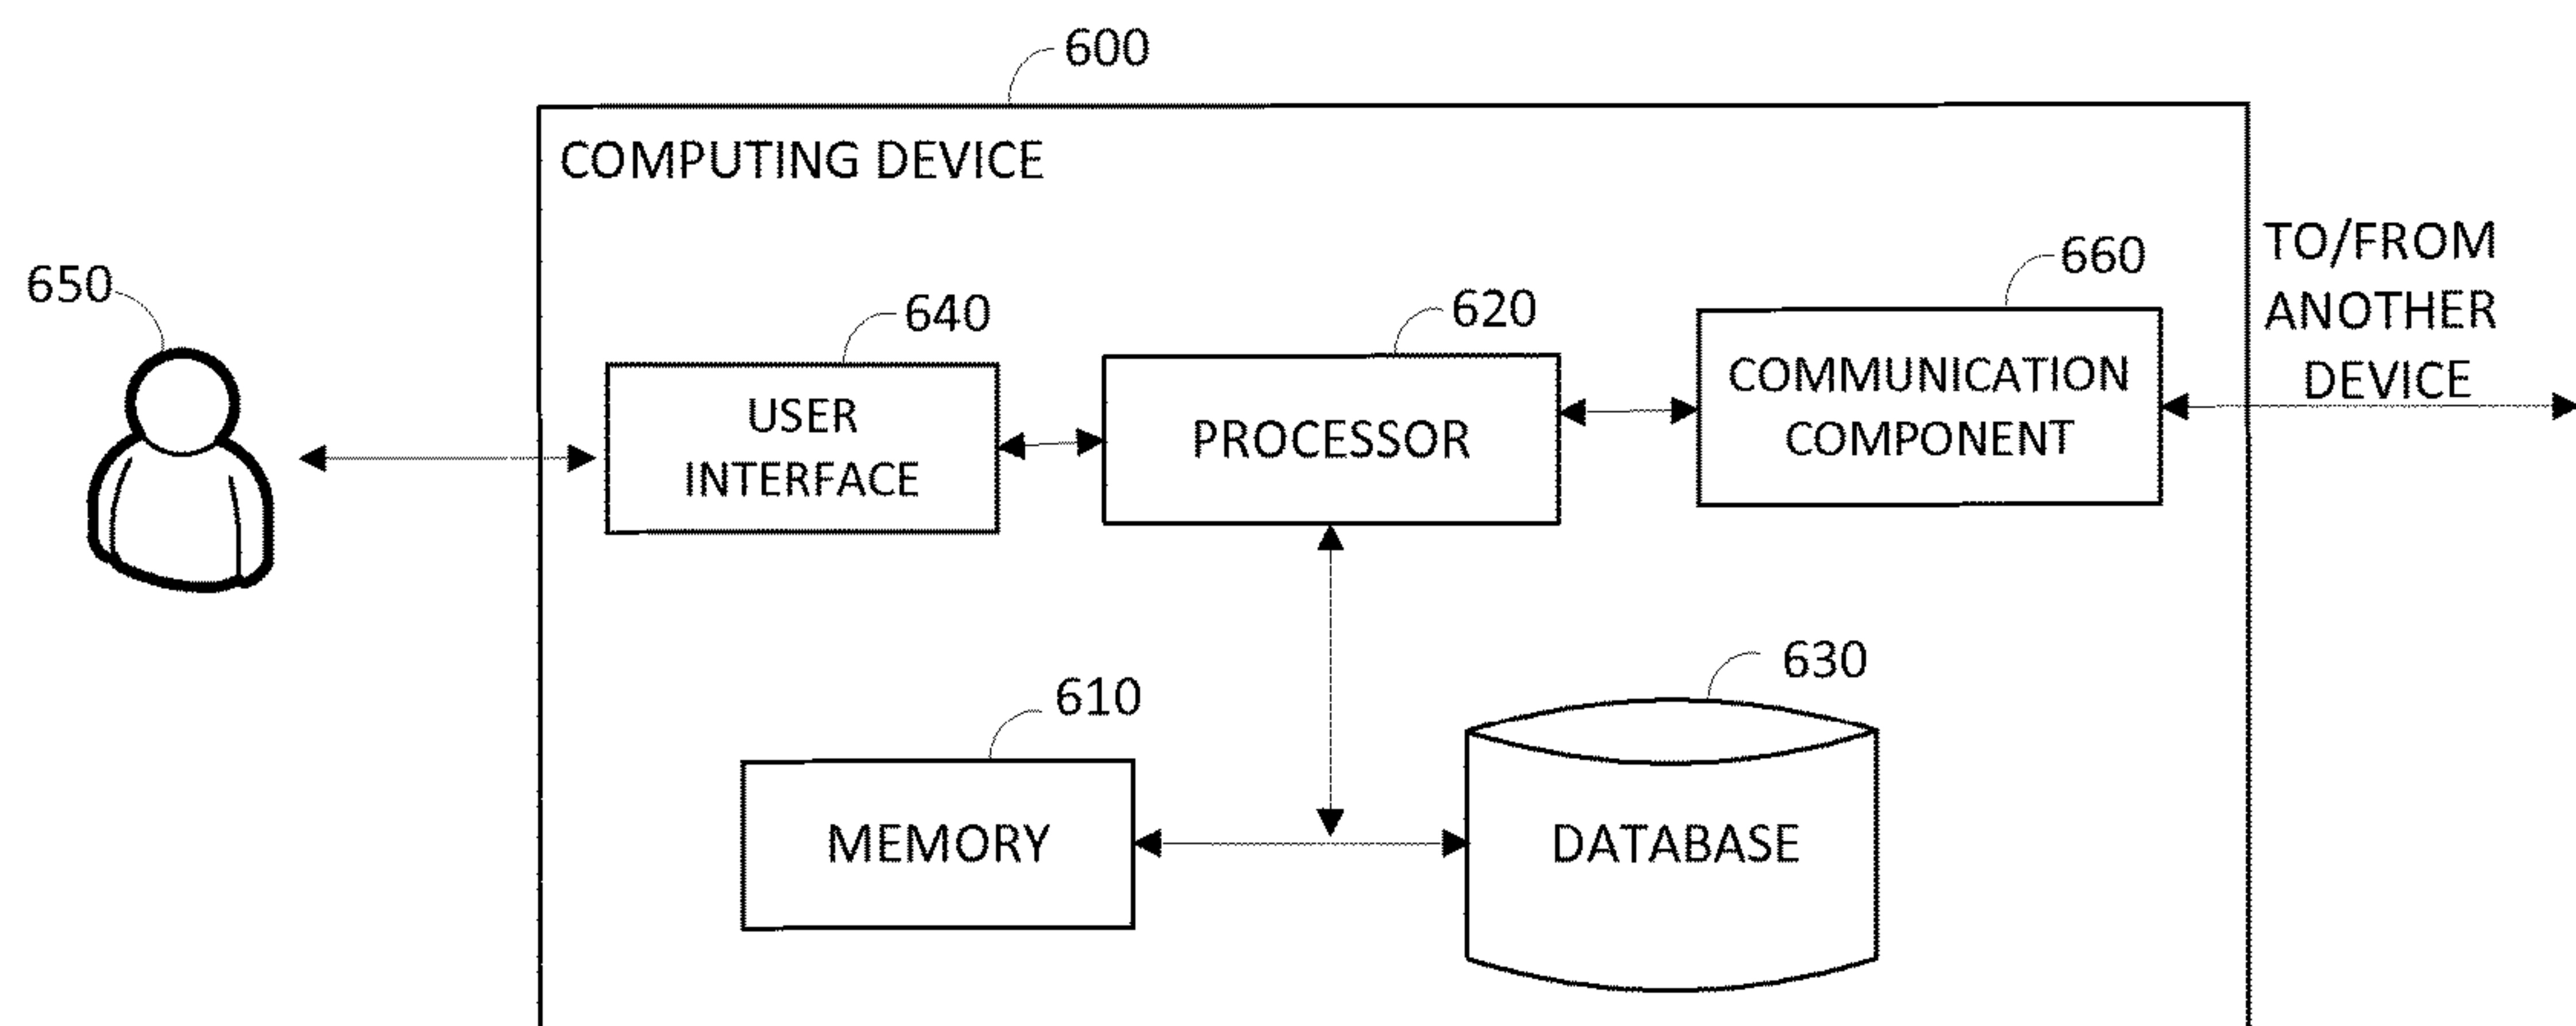 600
COMPUTING DEVICE
650
640
620
660
TO/FROM
ANOTHER
DEVICE
USER
INTERFACE
PROCESSOR
COMMUNICATION
COMPONENT
610
630
MEMORY
DATABASE